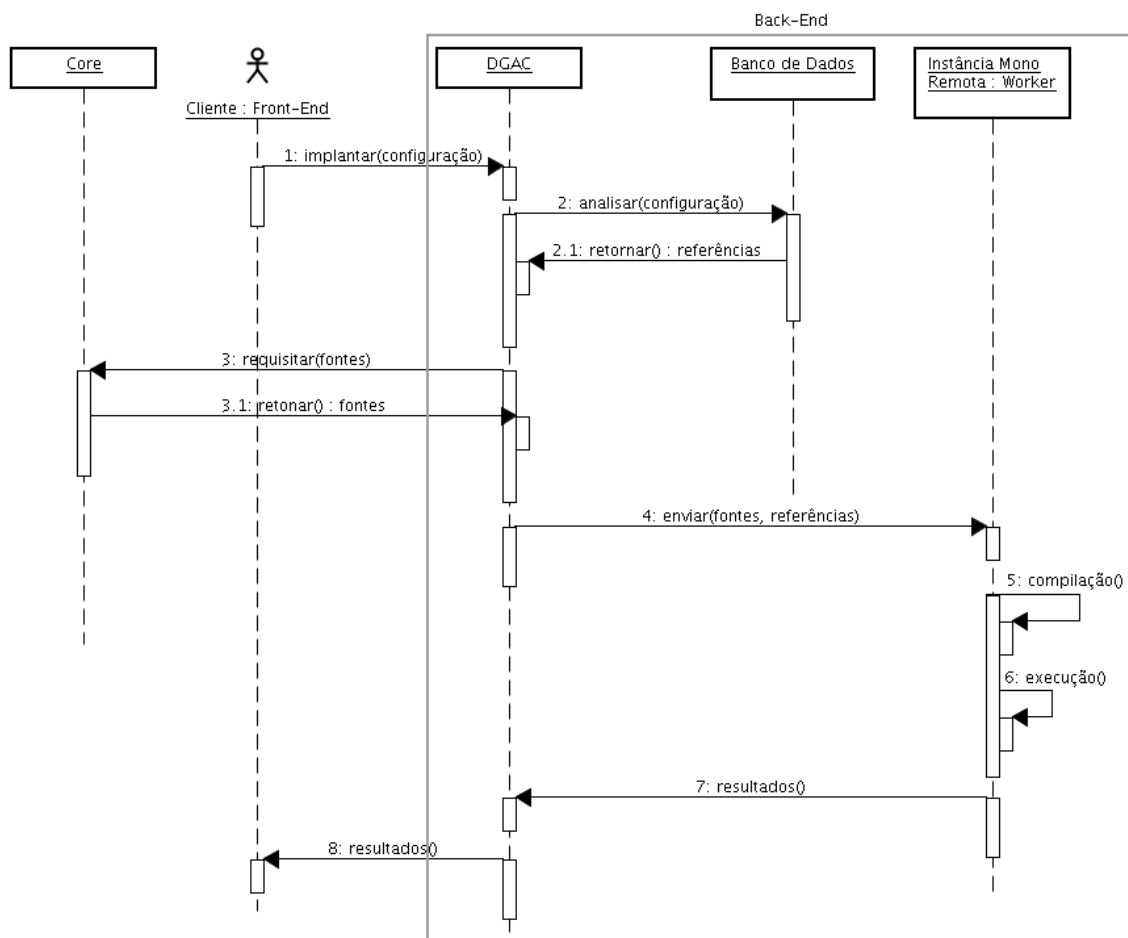 Back-End
Core
Cliente : Front-End
DGAC
Banco de Dados
Instância Mono
Remota : Worker
1: implantar(configuração)
2: analisar(configuração)
2.1: retornar() : referências
3: requisitar(fontes)
3.1: retonar() : fontes
4: enviar(fontes, referências)
5: compilação()
6: execução()
7: resultados()
8: resultados()